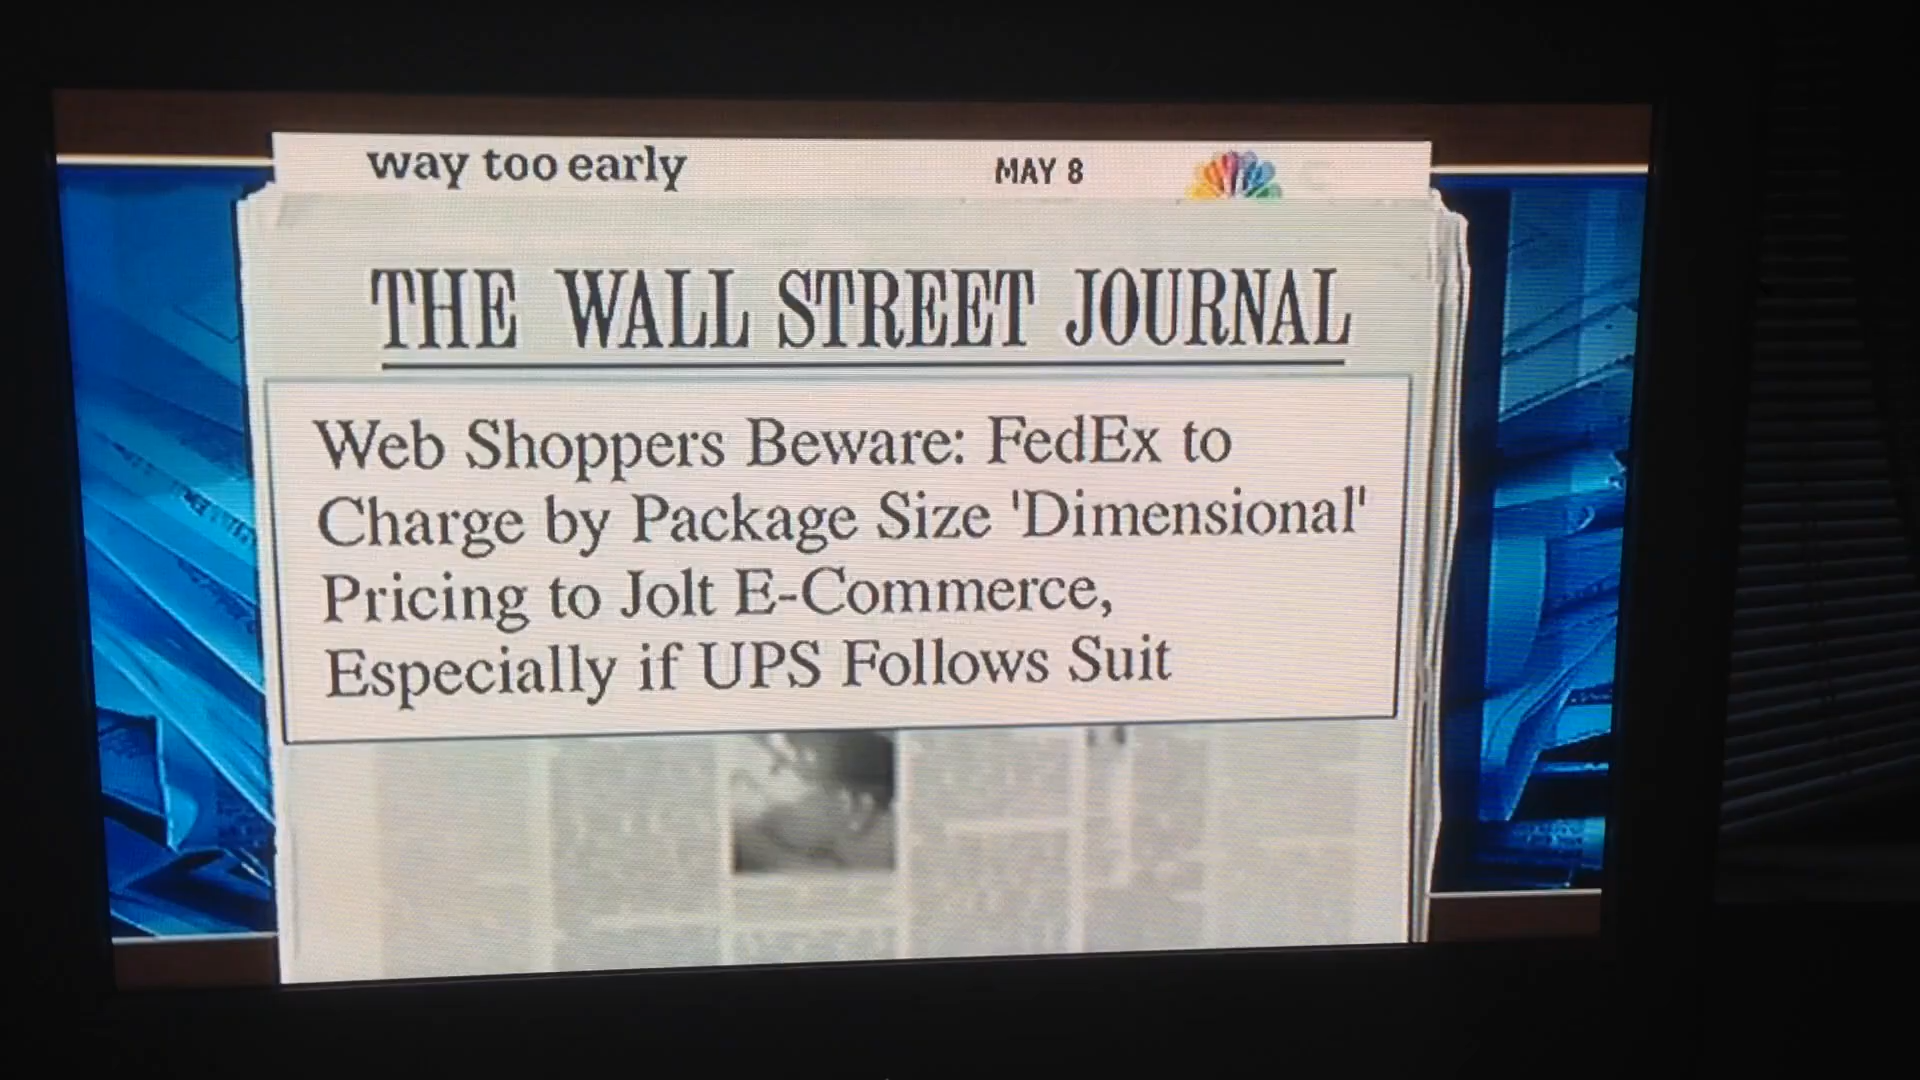 way too early
MAY 8
THE WALL STREET JOURNAL
Web Shoppers Beware: FedEx to
Charge by Package Size 'Dimensional'
Pricing to Jolt E-Commerce,
Especially if UPS Follows Suit